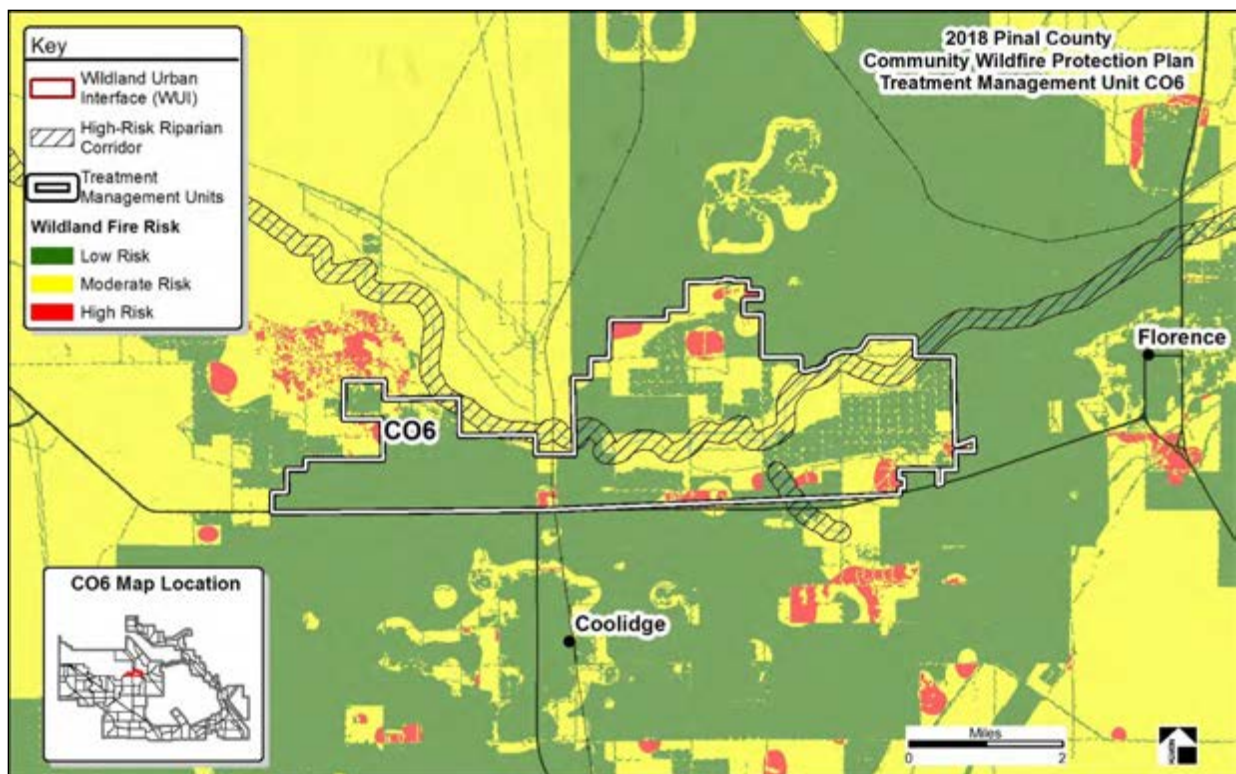 Key
Wildland Urban
Interface (WUI)
High-Risk Riparian
Corridor
Treatment
Management Units
Wildland Fire Risk
Low Risk
Moderate Risk
High Risk
2018 Pinal County
Community Wildfire Protection Plan
Treatment Management Unit CO6
Florence
CO6
Coolidge
CO6 Map Location
Miles
0
2